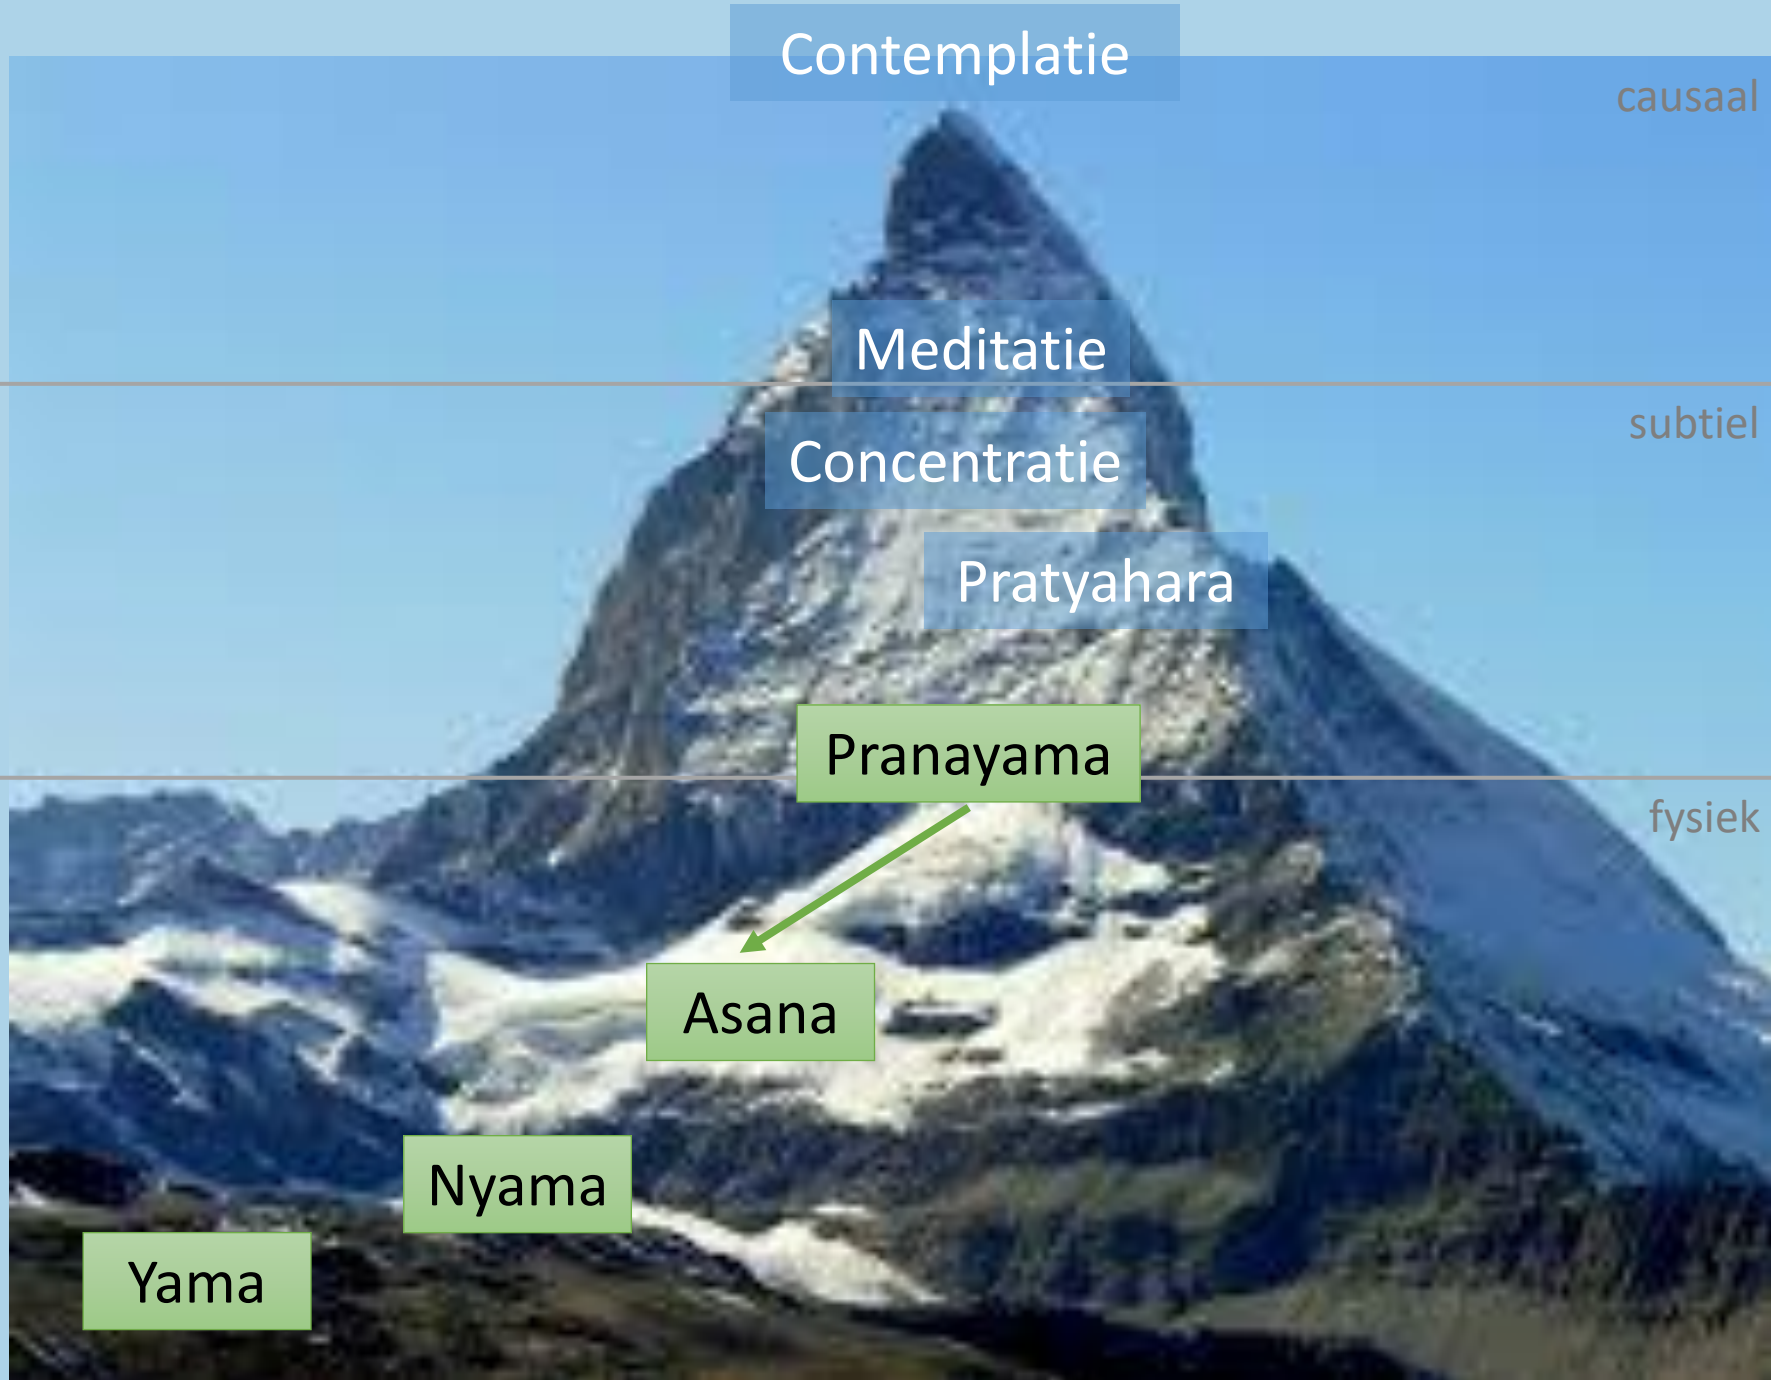 Contemplatie
causaal
Meditatie
subtiel
Concentratie
Pratyahara
Pranayama
fysiek
Asana
Nyama
Yama